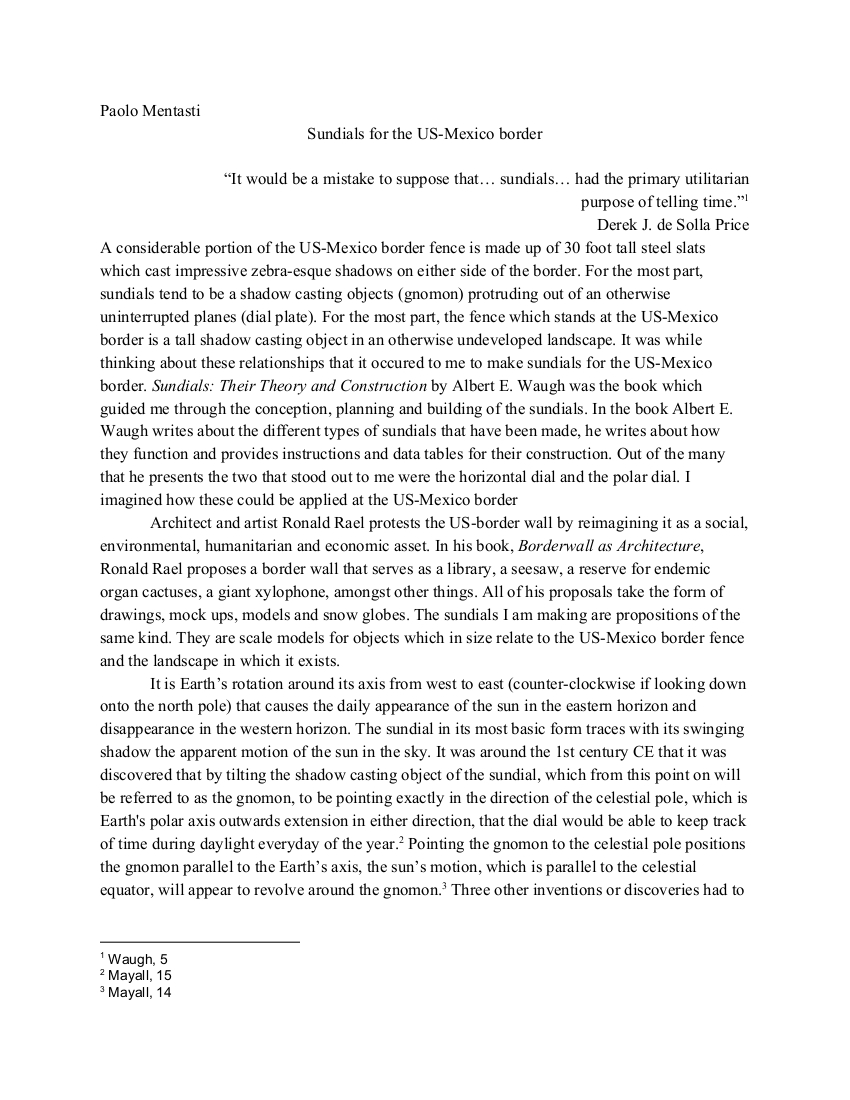 Paolo Mentasti
Sundials for the US-Mexico border
“It would be a mistake to suppose that… sundials… had the primary utilitarian
purpose of telling time.”1
Derek J. de Solla Price
A considerable portion of the US-Mexico border fence is made up of 30 foot tall steel slats
which cast impressive zebra-esque shadows on either side of the border. For the most part,
sundials tend to be a shadow casting objects (gnomon) protruding out of an otherwise
uninterrupted planes (dial plate). For the most part, the fence which stands at the US-Mexico
border is a tall shadow casting object in an otherwise undeveloped landscape. It was while
thinking about these relationships that it occured to me to make sundials for the US-Mexico
border. Sundials: Their Theory and Construction by Albert E. Waugh was the book which
guided me through the conception, planning and building of the sundials. In the book Albert E.
Waugh writes about the different types of sundials that have been made, he writes about how
they function and provides instructions and data tables for their construction. Out of the many
that he presents the two that stood out to me were the horizontal dial and the polar dial. I
imagined how these could be applied at the US-Mexico border
Architect and artist Ronald Rael protests the US-border wall by reimagining it as a social,
environmental, humanitarian and economic asset. In his book, Borderwall as Architecture,
Ronald Rael proposes a border wall that serves as a library, a seesaw, a reserve for endemic
organ cactuses, a giant xylophone, amongst other things. All of his proposals take the form of
drawings, mock ups, models and snow globes. The sundials I am making are propositions of the
same kind. They are scale models for objects which in size relate to the US-Mexico border fence
and the landscape in which it exists.
It is Earth’s rotation around its axis from west to east (counter-clockwise if looking down
onto the north pole) that causes the daily appearance of the sun in the eastern horizon and
disappearance in the western horizon. The sundial in its most basic form traces with its swinging
shadow the apparent motion of the sun in the sky. It was around the 1st century CE that it was
discovered that by tilting the shadow casting object of the sundial, which from this point on will
be referred to as the gnomon, to be pointing exactly in the direction of the celestial pole, which is
Earth's polar axis outwards extension in either direction, that the dial would be able to keep track
of time during daylight everyday of the year.2 Pointing the gnomon to the celestial pole positions
the gnomon parallel to the Earth’s axis, the sun’s motion, which is parallel to the celestial
equator, will appear to revolve around the gnomon.3 Three other inventions or discoveries had to
1 Waugh, 5
2 Mayall, 15
3 Mayall, 14